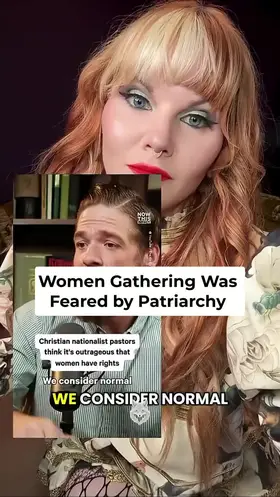 NOW
THIS
Women Gathering Was
Feared by Patriarchy
Christian nationalist pastors
think it's outrageous that
women have rights
We consider normal
WE CONSIDER NORMAL